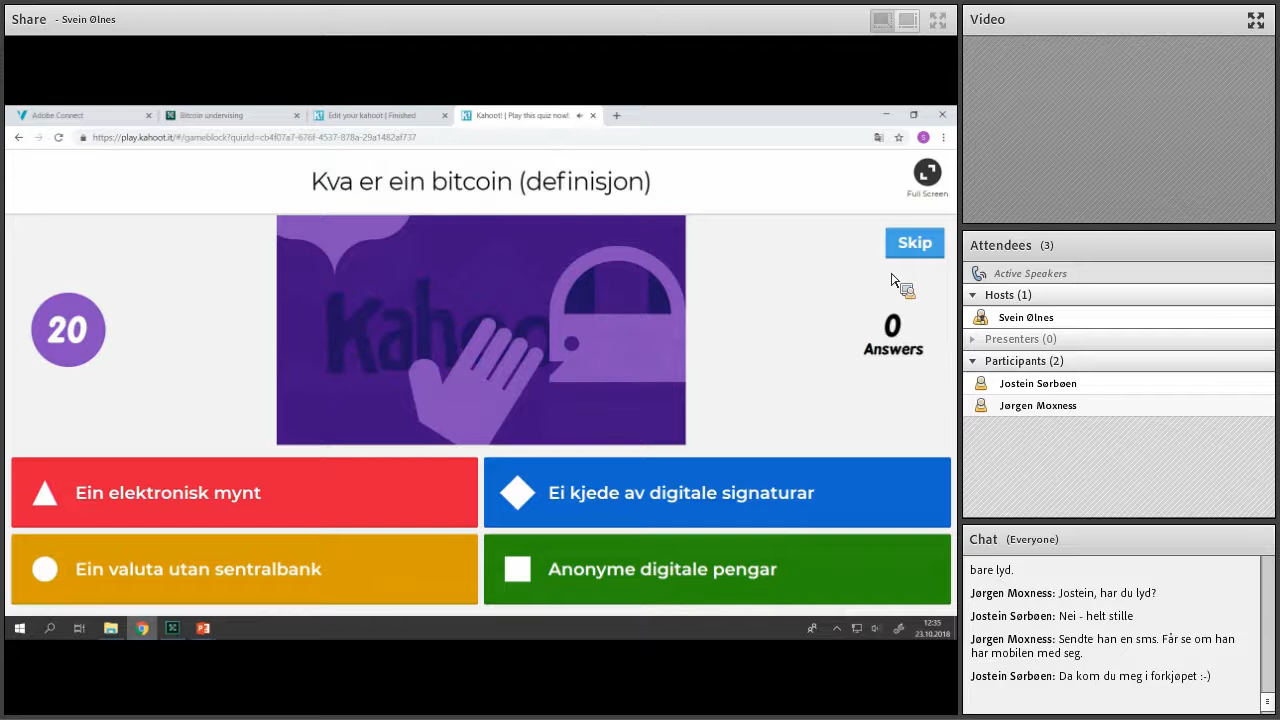 Share - Svein Ølnes
Adobe Connect
Bitcoin undervising
Edit your kahoot | Finished
Kahoot! | Play this quiz now!
https://play.kahoot.it/#/gameblock?quizId=cb4f07a7-676f-4537-878a-29a1482af737
S
Kva er ein bitcoin (definisjon)
Full Screen
Skip
20
Kahoo
0
Answers
Ein elektronisk mynt
Ei kjede av digitale signaturar
Ein valuta utan sentralbank
Anonyme digitale pengar
12:35
23.10.2018
Video
Attendees (3)
Active Speakers
Hosts (1)
Svein Ølnes
Presenters (0)
Participants (2)
Jostein Sørbøen
Jørgen Moxness
Chat (Everyone)
bare lyd.
Jørgen Moxness: Jostein, har du lyd?
Jostein Sørbøen: Nei - helt stille
Jørgen Moxness: Sendte han en sms. Får se om han
har mobilen med seg.
Jostein Sørbøen: Da kom du meg i forkjøpet :-)